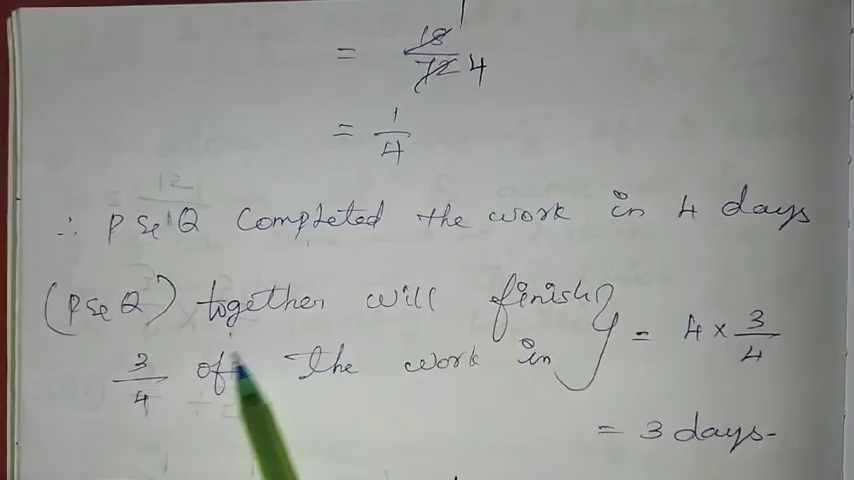 = 18/72 1 4
= 1/4
∴ P & Q completed the work in 4 days
(P & Q) together will finish
3/4 of the work in } = 4 × 3/4
= 3 days-